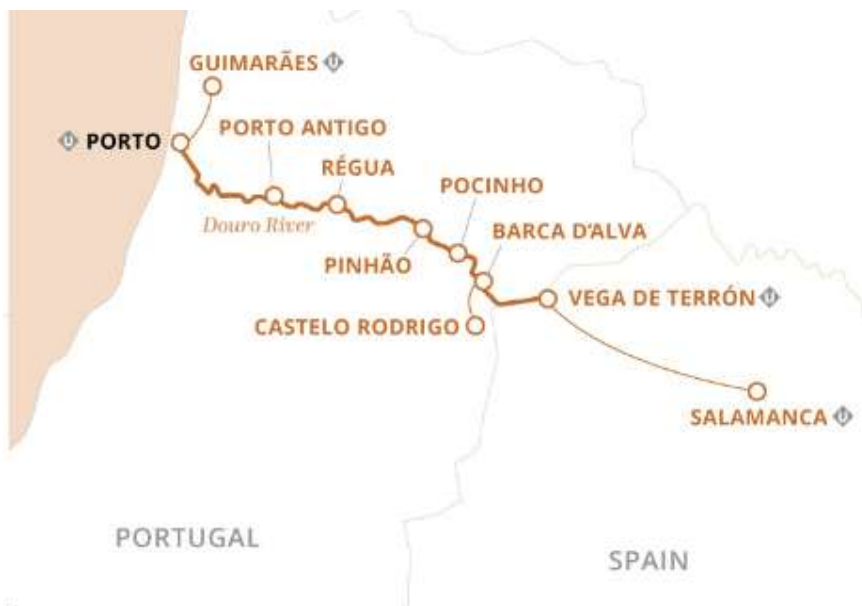 GUIMARÃES U
U PORTO
PORTO ANTIGO
RÉGUA
POCINHO
Douro River
BARCA D'ALVA
PINHÃO
VEGA DE TERRÓN U
CASTELO RODRIGO
SALAMANCA U
PORTUGAL
SPAIN